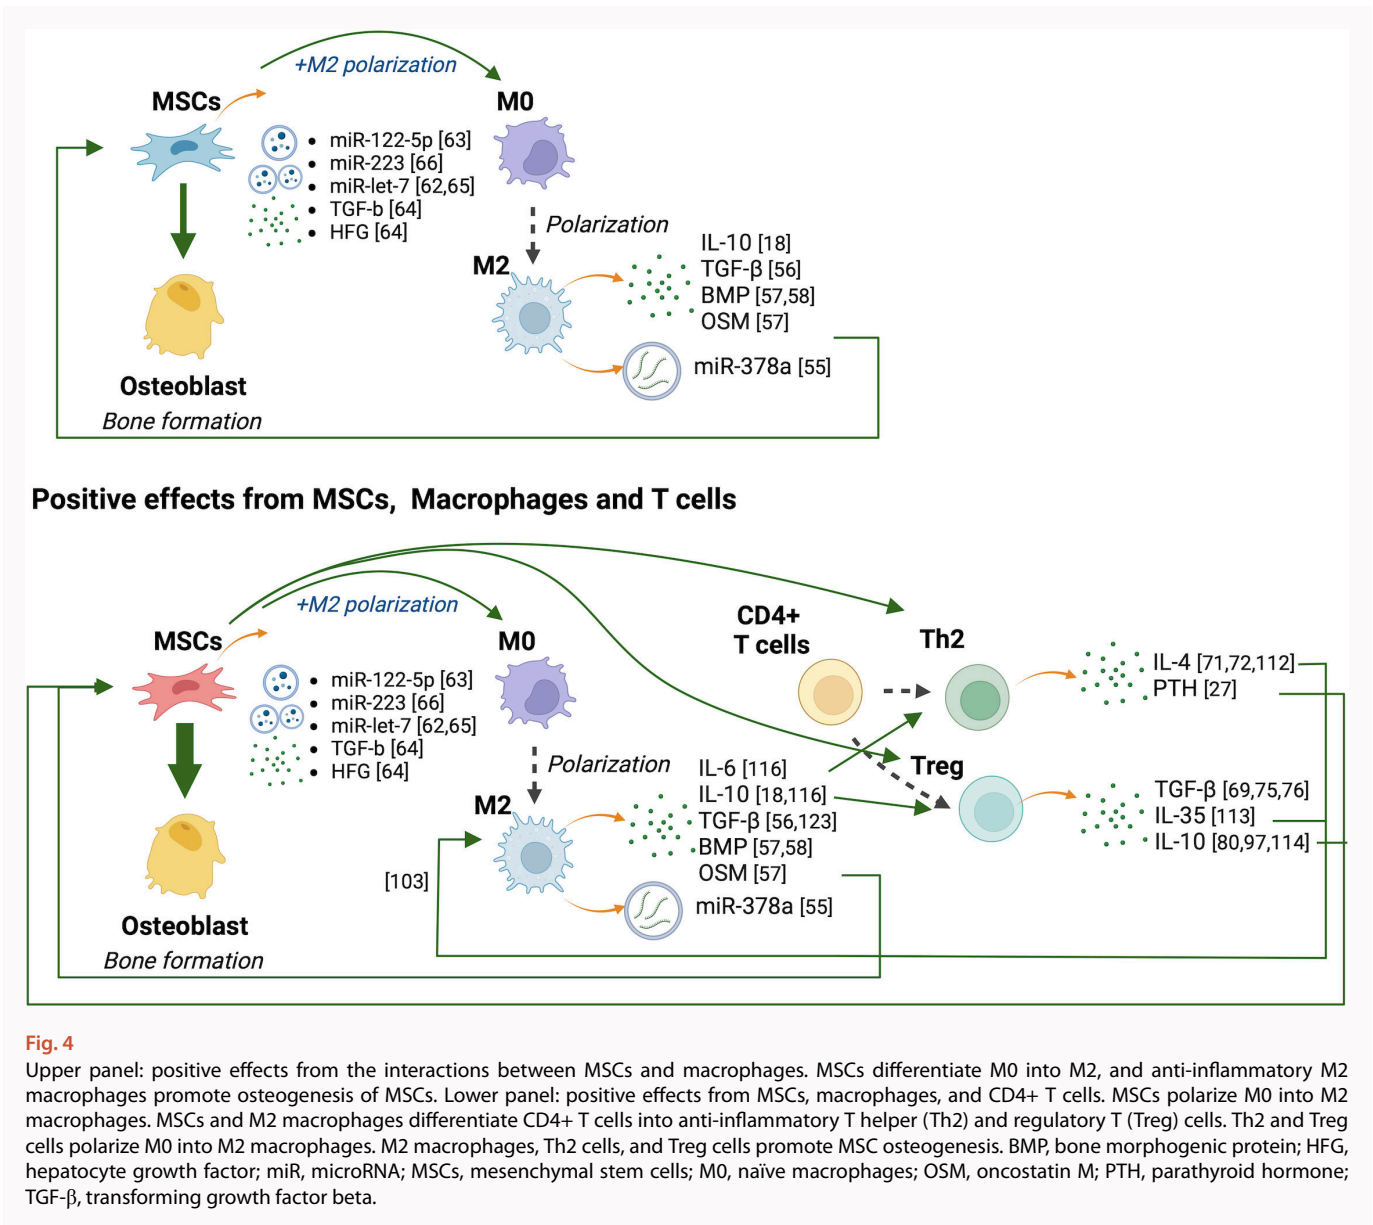 +M2 polarization
MSCs
M0
miR-122-5p [63]
miR-223 [66]
miR-let-7 [62,65]
TGF-b [64]
HFG [64]
Polarization
M2
IL-10 [18]
TGF-β [56]
BMP [57,58]
OSM [57]
miR-378a [55]
Osteoblast
Bone formation
Positive effects from MSCs, Macrophages and T cells
+M2 polarization
MSCs
M0
CD4+
T cells
Th2
miR-122-5p [63]
miR-223 [66]
miR-let-7 [62,65]
TGF-b [64]
HFG [64]
IL-4 [71,72,112]
PTH [27]
Polarization
M2
IL-6 [116]
IL-10 [18,116]
TGF-β [56,123]
BMP [57,58]
OSM [57]
miR-378a [55]
Treg
TGF-β [69,75,76]
IL-35 [113]
IL-10 [80,97,114]
[103]
Osteoblast
Bone formation
Fig. 4
Upper panel: positive effects from the interactions between MSCs and macrophages. MSCs differentiate M0 into M2, and anti-inflammatory M2
macrophages promote osteogenesis of MSCs. Lower panel: positive effects from MSCs, macrophages, and CD4+ T cells. MSCs polarize M0 into M2
macrophages. MSCs and M2 macrophages differentiate CD4+ T cells into anti-inflammatory T helper (Th2) and regulatory T (Treg) cells. Th2 and Treg
cells polarize M0 into M2 macrophages. M2 macrophages, Th2 cells, and Treg cells promote MSC osteogenesis. BMP, bone morphogenic protein; HFG,
hepatocyte growth factor; miR, microRNA; MSCs, mesenchymal stem cells; M0, naïve macrophages; OSM, oncostatin M; PTH, parathyroid hormone;
TGF-β, transforming growth factor beta.